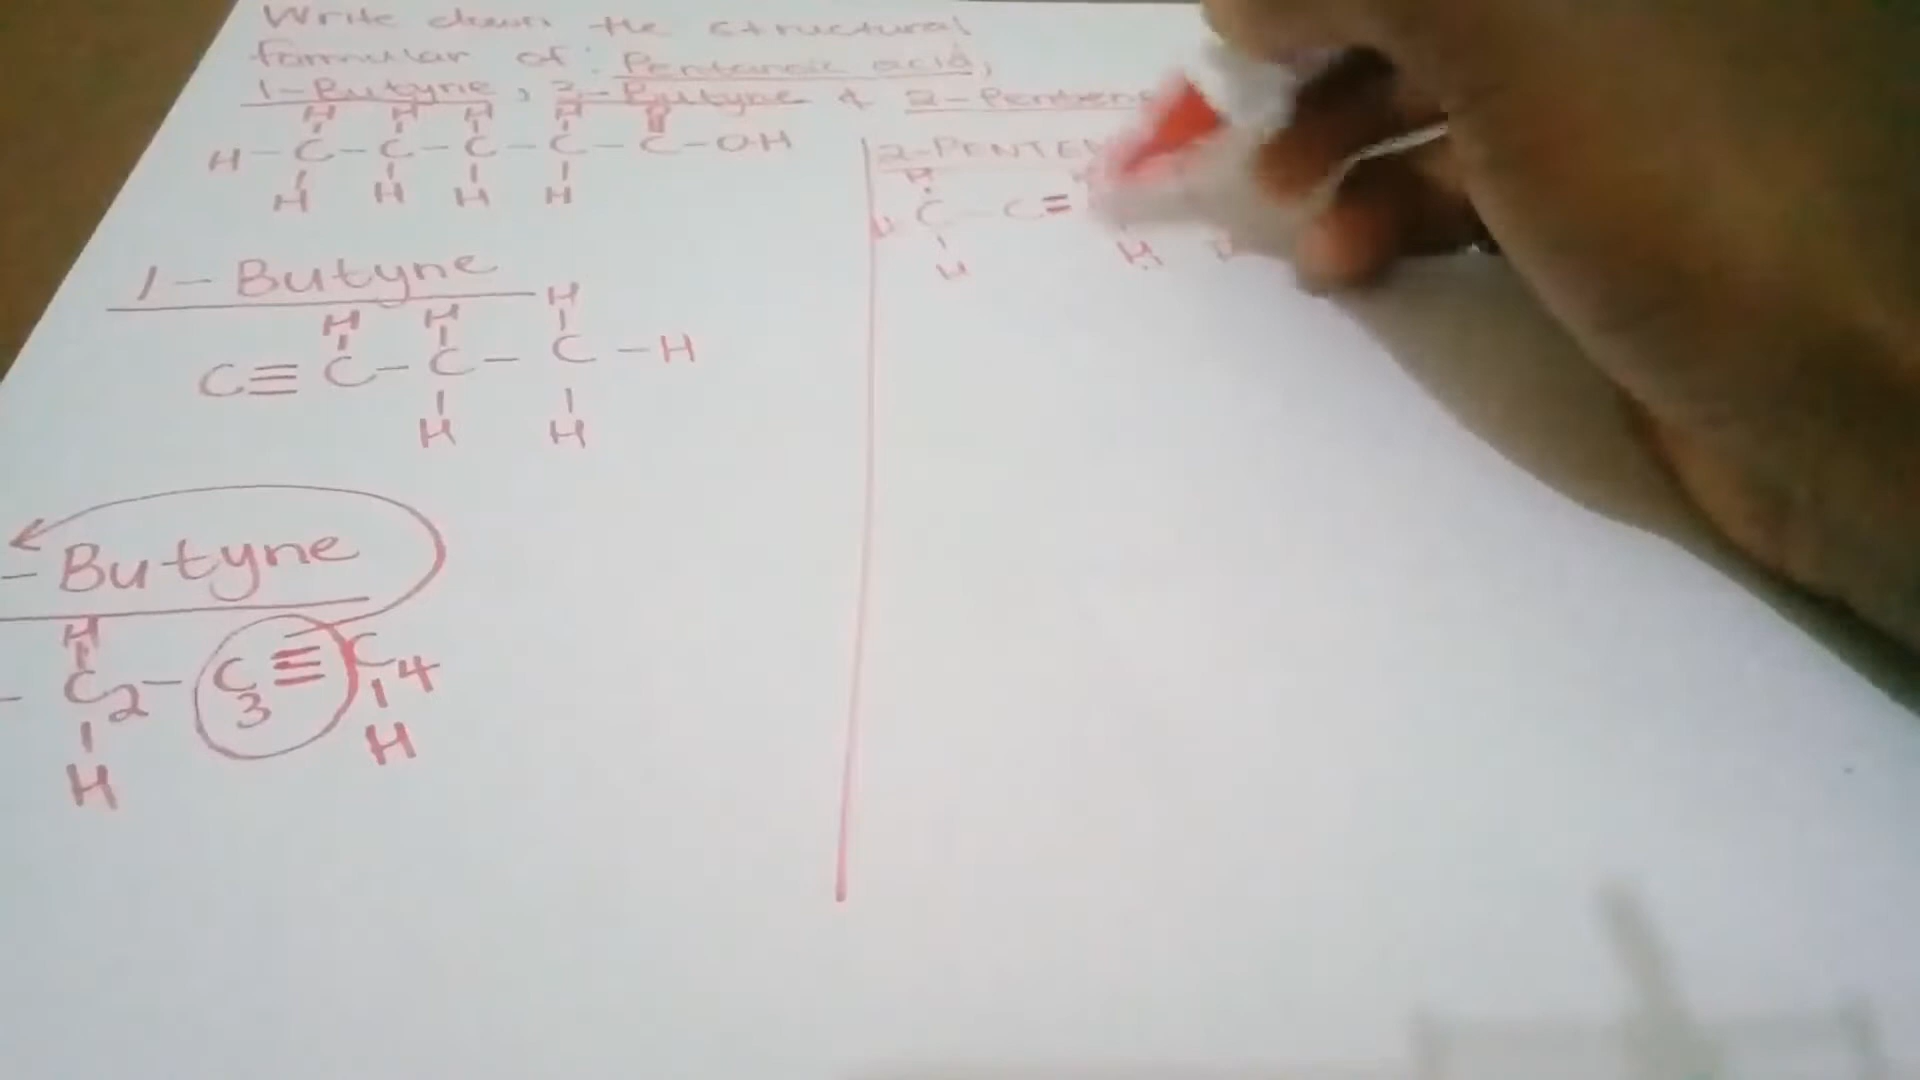 Write down the structural
formular of: Pentanoic acid,
1-Butyne, 2-Butyne & 2-Pentene
H H H H
H - C - C - C - C - C - OH
H H H H
1 - Butyne
H H H
C ≡ C - C - C - H
H H
- Butyne
H
- C2 - C3 ≡ C4
H H
2-PENTEN
H
H C - C =
H H